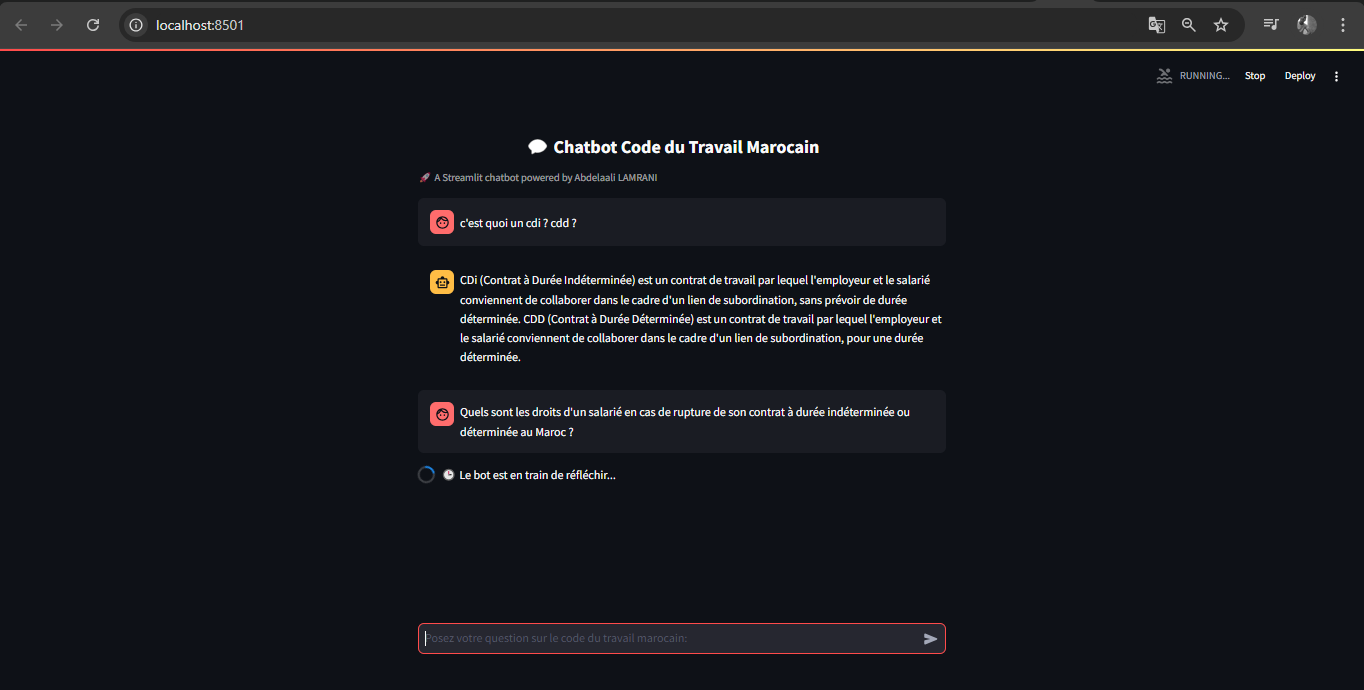 localhost:8501
RUNNING...
Stop
Deploy
Chatbot Code du Travail Marocain
A Streamlit chatbot powered by Abdelaali LAMRANI
c'est quoi un cdi ? cdd ?
CDi (Contrat à Durée Indéterminée) est un contrat de travail par lequel l'employeur et le salarié
conviennent de collaborer dans le cadre d'un lien de subordination, sans prévoir de durée
déterminée. CDD (Contrat à Durée Déterminée) est un contrat de travail par lequel l'employeur et
le salarié conviennent de collaborer dans le cadre d'un lien de subordination, pour une durée
déterminée.
Quels sont les droits d'un salarié en cas de rupture de son contrat à durée indéterminée ou
déterminée au Maroc ?
Le bot est en train de réfléchir...
Posez votre question sur le code du travail marocain: